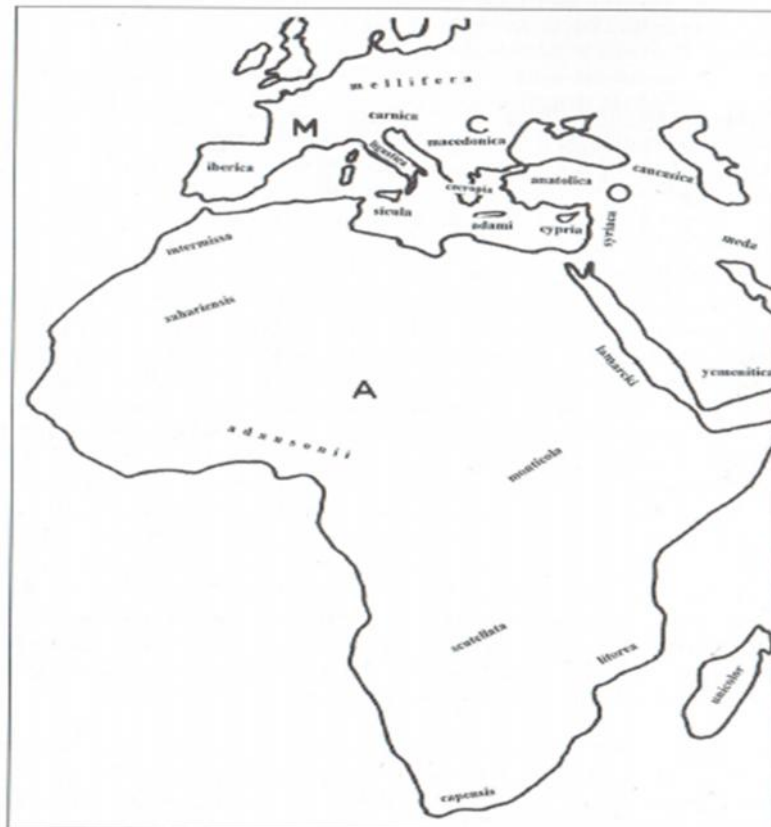 mellifera
carnica
M
C
ligustica
macedonica
iberica
cecropia
anatolica
caucasica
O
sicula
adami
cypria
syriaca
meda
intermissa
sahariensis
lamarcki
yemenitica
A
adansonii
monticola
scutellata
litorea
unicolor
capensis